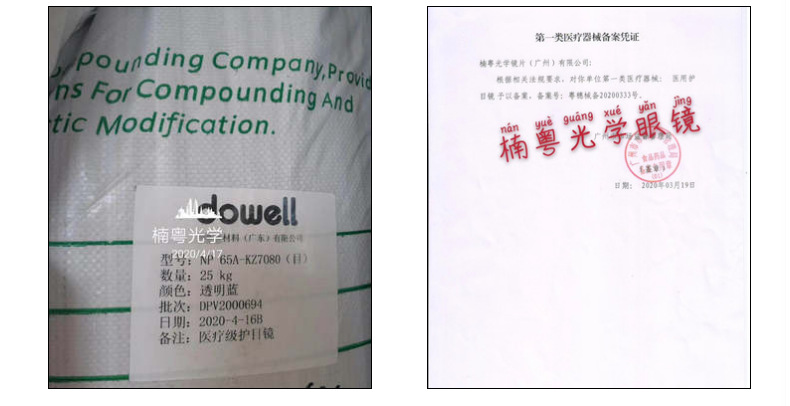 pounding Company,Provid
ns For Compounding And
tic Modification.
dowell
材料（广东）有限公司
楠粤光学
2020/4/17
型号：NP 65A-KZ7080（目）
数量：25 kg
颜色：透明蓝
批次：DPV2000694
日期：2020-4-16B
备注：医疗级护目镜
第一类医疗器械备案凭证
楠粤光学镜片（广州）有限公司：
根据相关法规要求，对你单位第一类医疗器械： 医用护
目镜 予以备案，备案号：粤穗械备20200333号。
nán yuè guāng xué yǎn jìng
楠粤光学眼镜
日期： 2020年03月19日